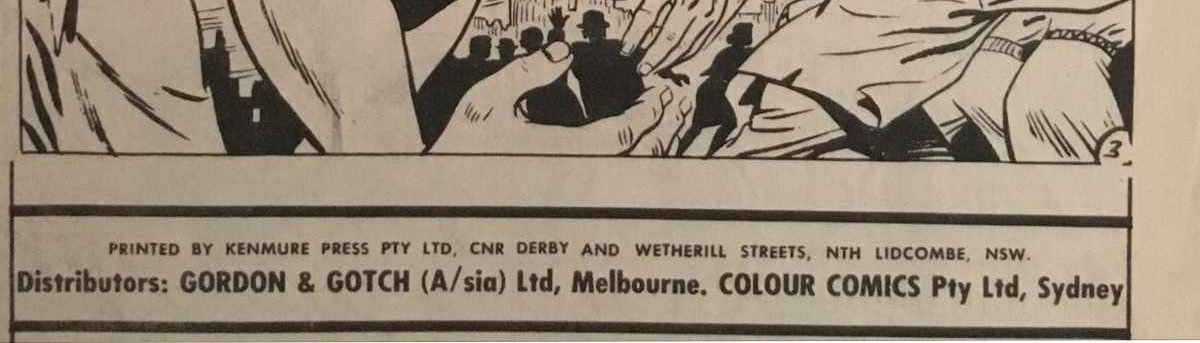 3
PRINTED BY KENMURE PRESS PTY LTD, CNR DERBY AND WETHERILL STREETS, NTH LIDCOMBE, NSW.
Distributors: GORDON & GOTCH (A/sia) Ltd, Melbourne. COLOUR COMICS Pty Ltd, Sydney